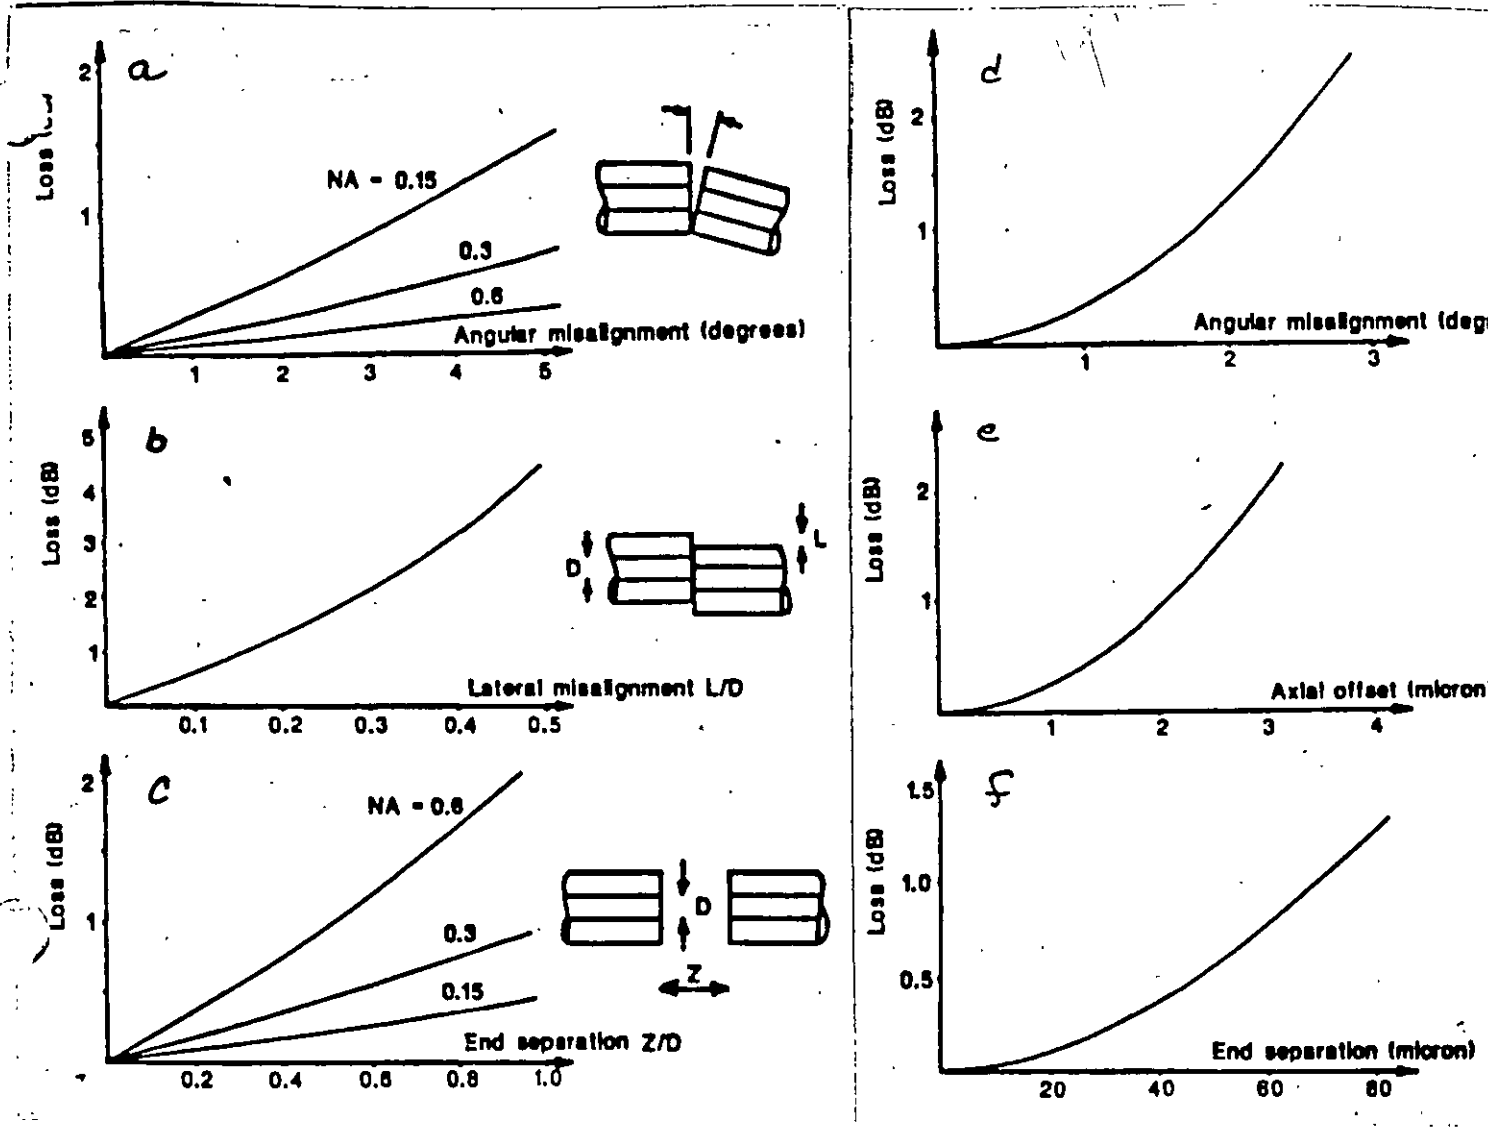 a
2
1
Loss
NA = 0.15
0.3
0.6
Angular misalignment (degrees)
1 2 3 4 5
b
5
4
3
2
1
Loss (dB)
D
L
Lateral misalignment L/D
0.1 0.2 0.3 0.4 0.5
c
2
1
Loss (dB)
NA = 0.6
0.3
0.15
D
Z
End separation Z/D
0.2 0.4 0.6 0.8 1.0
d
2
1
Loss (dB)
Angular misalignment (degr
1 2 3
e
2
1
Loss (dB)
Axial offset (micron)
1 2 3 4
f
1.5
1.0
0.5
Loss (dB)
End separation (micron)
20 40 60 80